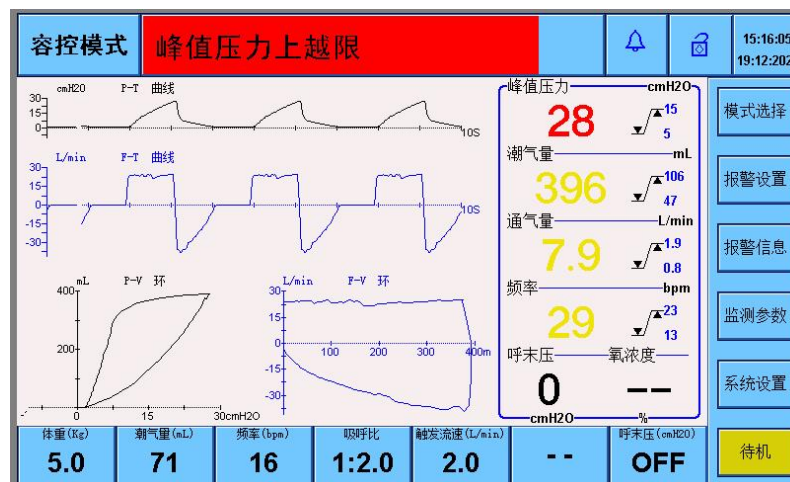 容控模式
峰值压力上越限
15:16:05
19:12:202
cmH2O P-T 曲线
30
15
0
10S
L/min F-T 曲线
30
15
0
-15
-30
10S
mL P-V 环
400
200
0 15 30cmH2O
L/min F-V 环
30
15
0
-15
-30
100 200 300 400m
峰值压力 cmH2O
28
15
5
潮气量 mL
396
106
47
通气量 L/min
7.9
1.9
0.8
频率 bpm
29
23
13
呼末压 氧浓度
0 --
cmH2O %
模式选择
报警设置
报警信息
监测参数
系统设置
待机
体重(Kg) 潮气量(mL) 频率(bpm) 吸呼比 触发流速(L/min) 呼末压(cmH2O)
5.0 71 16 1:2.0 2.0 -- OFF